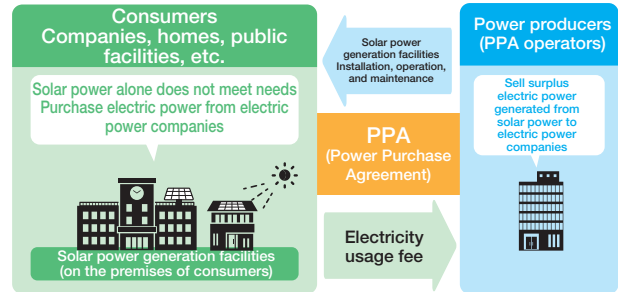 Consumers
Companies, homes, public
facilities, etc.
Solar power alone does not meet needs
Purchase electric power from electric
power companies
Solar power generation facilities
(on the premises of consumers)
Solar power
generation facilities
Installation, operation,
and maintenance
PPA
(Power Purchase
Agreement)
Electricity
usage fee
Power producers
(PPA operators)
Sell surplus
electric power
generated from
solar power to
electric power
companies